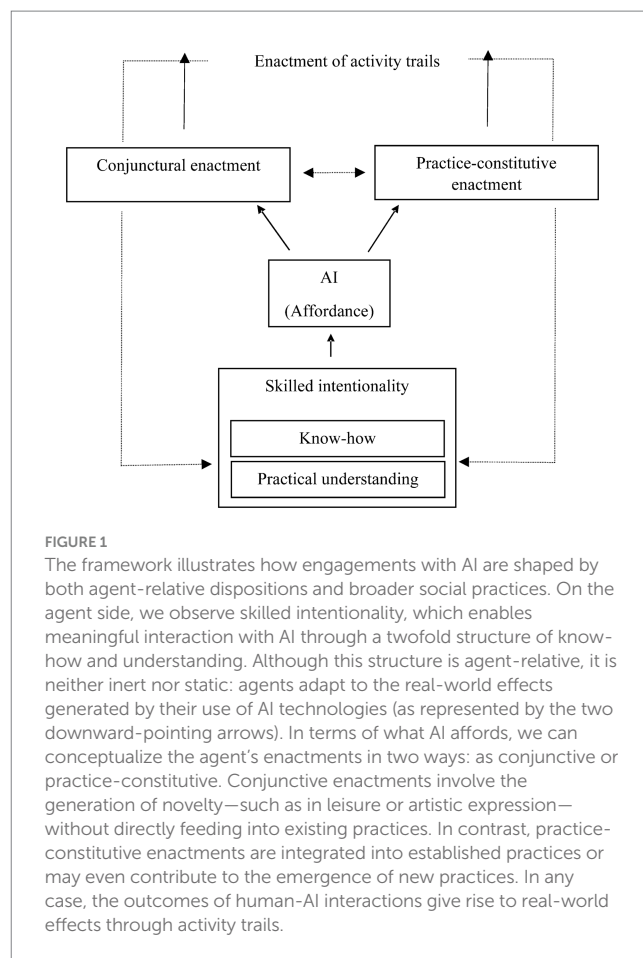 Enactment of activity trails
Conjunctural enactment
Practice-constitutive
enactment
AI
(Affordance)
Skilled intentionality
Know-how
Practical understanding
FIGURE 1
The framework illustrates how engagements with AI are shaped by
both agent-relative dispositions and broader social practices. On the
agent side, we observe skilled intentionality, which enables
meaningful interaction with AI through a twofold structure of know-
how and understanding. Although this structure is agent-relative, it is
neither inert nor static: agents adapt to the real-world effects
generated by their use of AI technologies (as represented by the two
downward-pointing arrows). In terms of what AI affords, we can
conceptualize the agent’s enactments in two ways: as conjunctive or
practice-constitutive. Conjunctive enactments involve the
generation of novelty—such as in leisure or artistic expression—
without directly feeding into existing practices. In contrast, practice-
constitutive enactments are integrated into established practices or
may even contribute to the emergence of new practices. In any
case, the outcomes of human-AI interactions give rise to real-world
effects through activity trails.